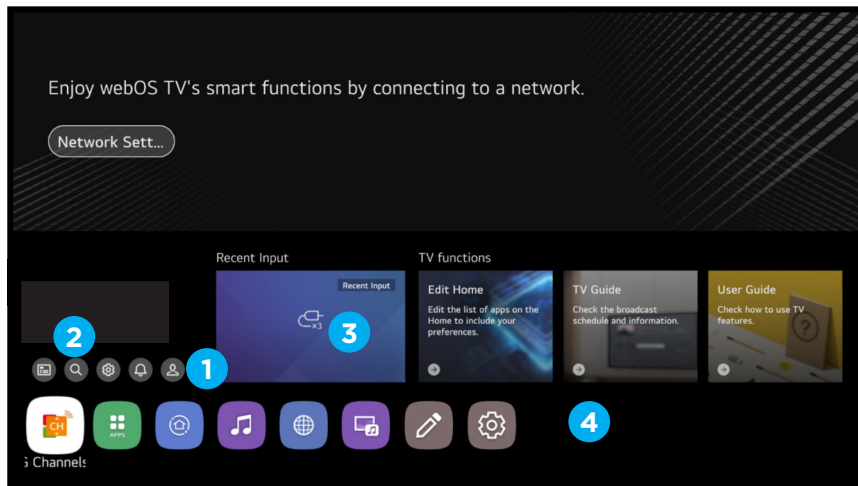 Enjoy webOS TV's smart functions by connecting to a network.
Network Sett...
Recent Input
TV functions
Recent Input
×3
3
Edit Home
Edit the list of apps on the
Home to include your
preferences.
TV Guide
Check the broadcast
schedule and information.
User Guide
Check how to use TV
features.
2
1
CH
APPS
4
G Channels